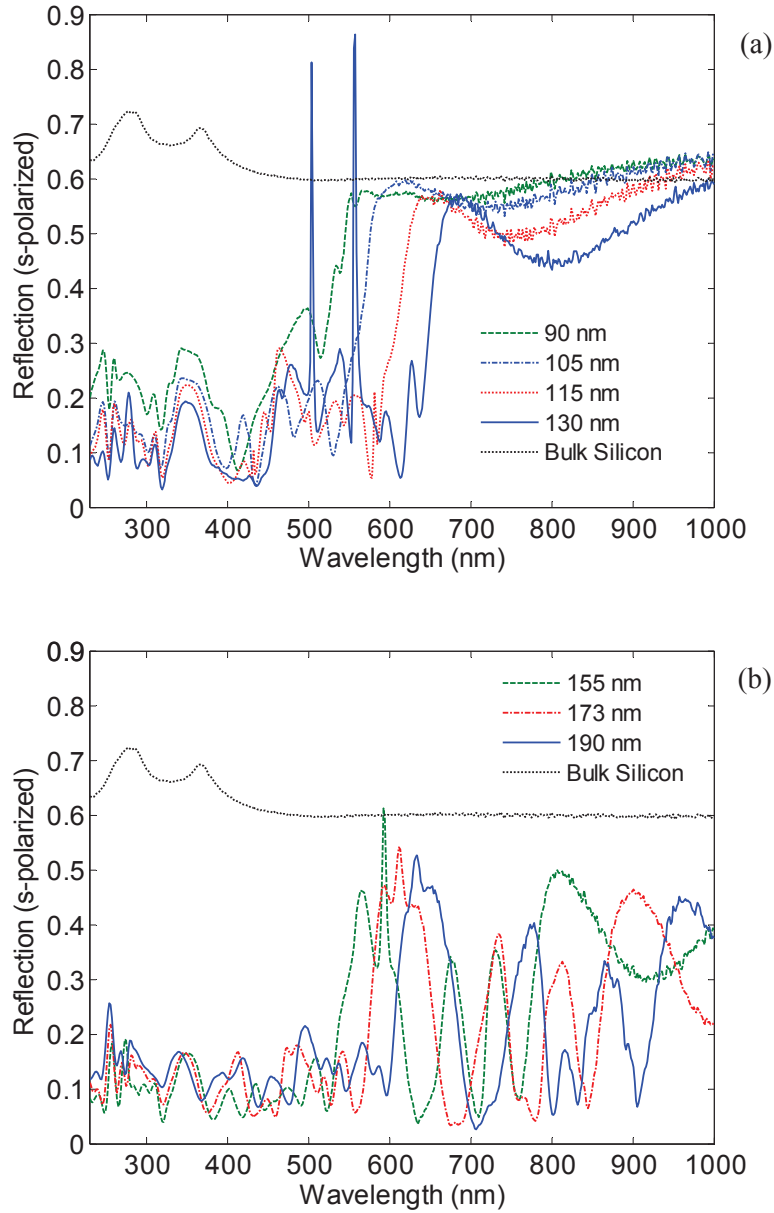 (a)
0.9
0.8
0.7
0.6
0.5
0.4
0.3
0.2
0.1
0
Reflection (s-polarized)
90 nm
105 nm
115 nm
130 nm
Bulk Silicon
300 400 500 600 700 800 900 1000
Wavelength (nm)
(b)
0.9
0.8
0.7
0.6
0.5
0.4
0.3
0.2
0.1
0
Reflection (s-polarized)
155 nm
173 nm
190 nm
Bulk Silicon
300 400 500 600 700 800 900 1000
Wavelength (nm)